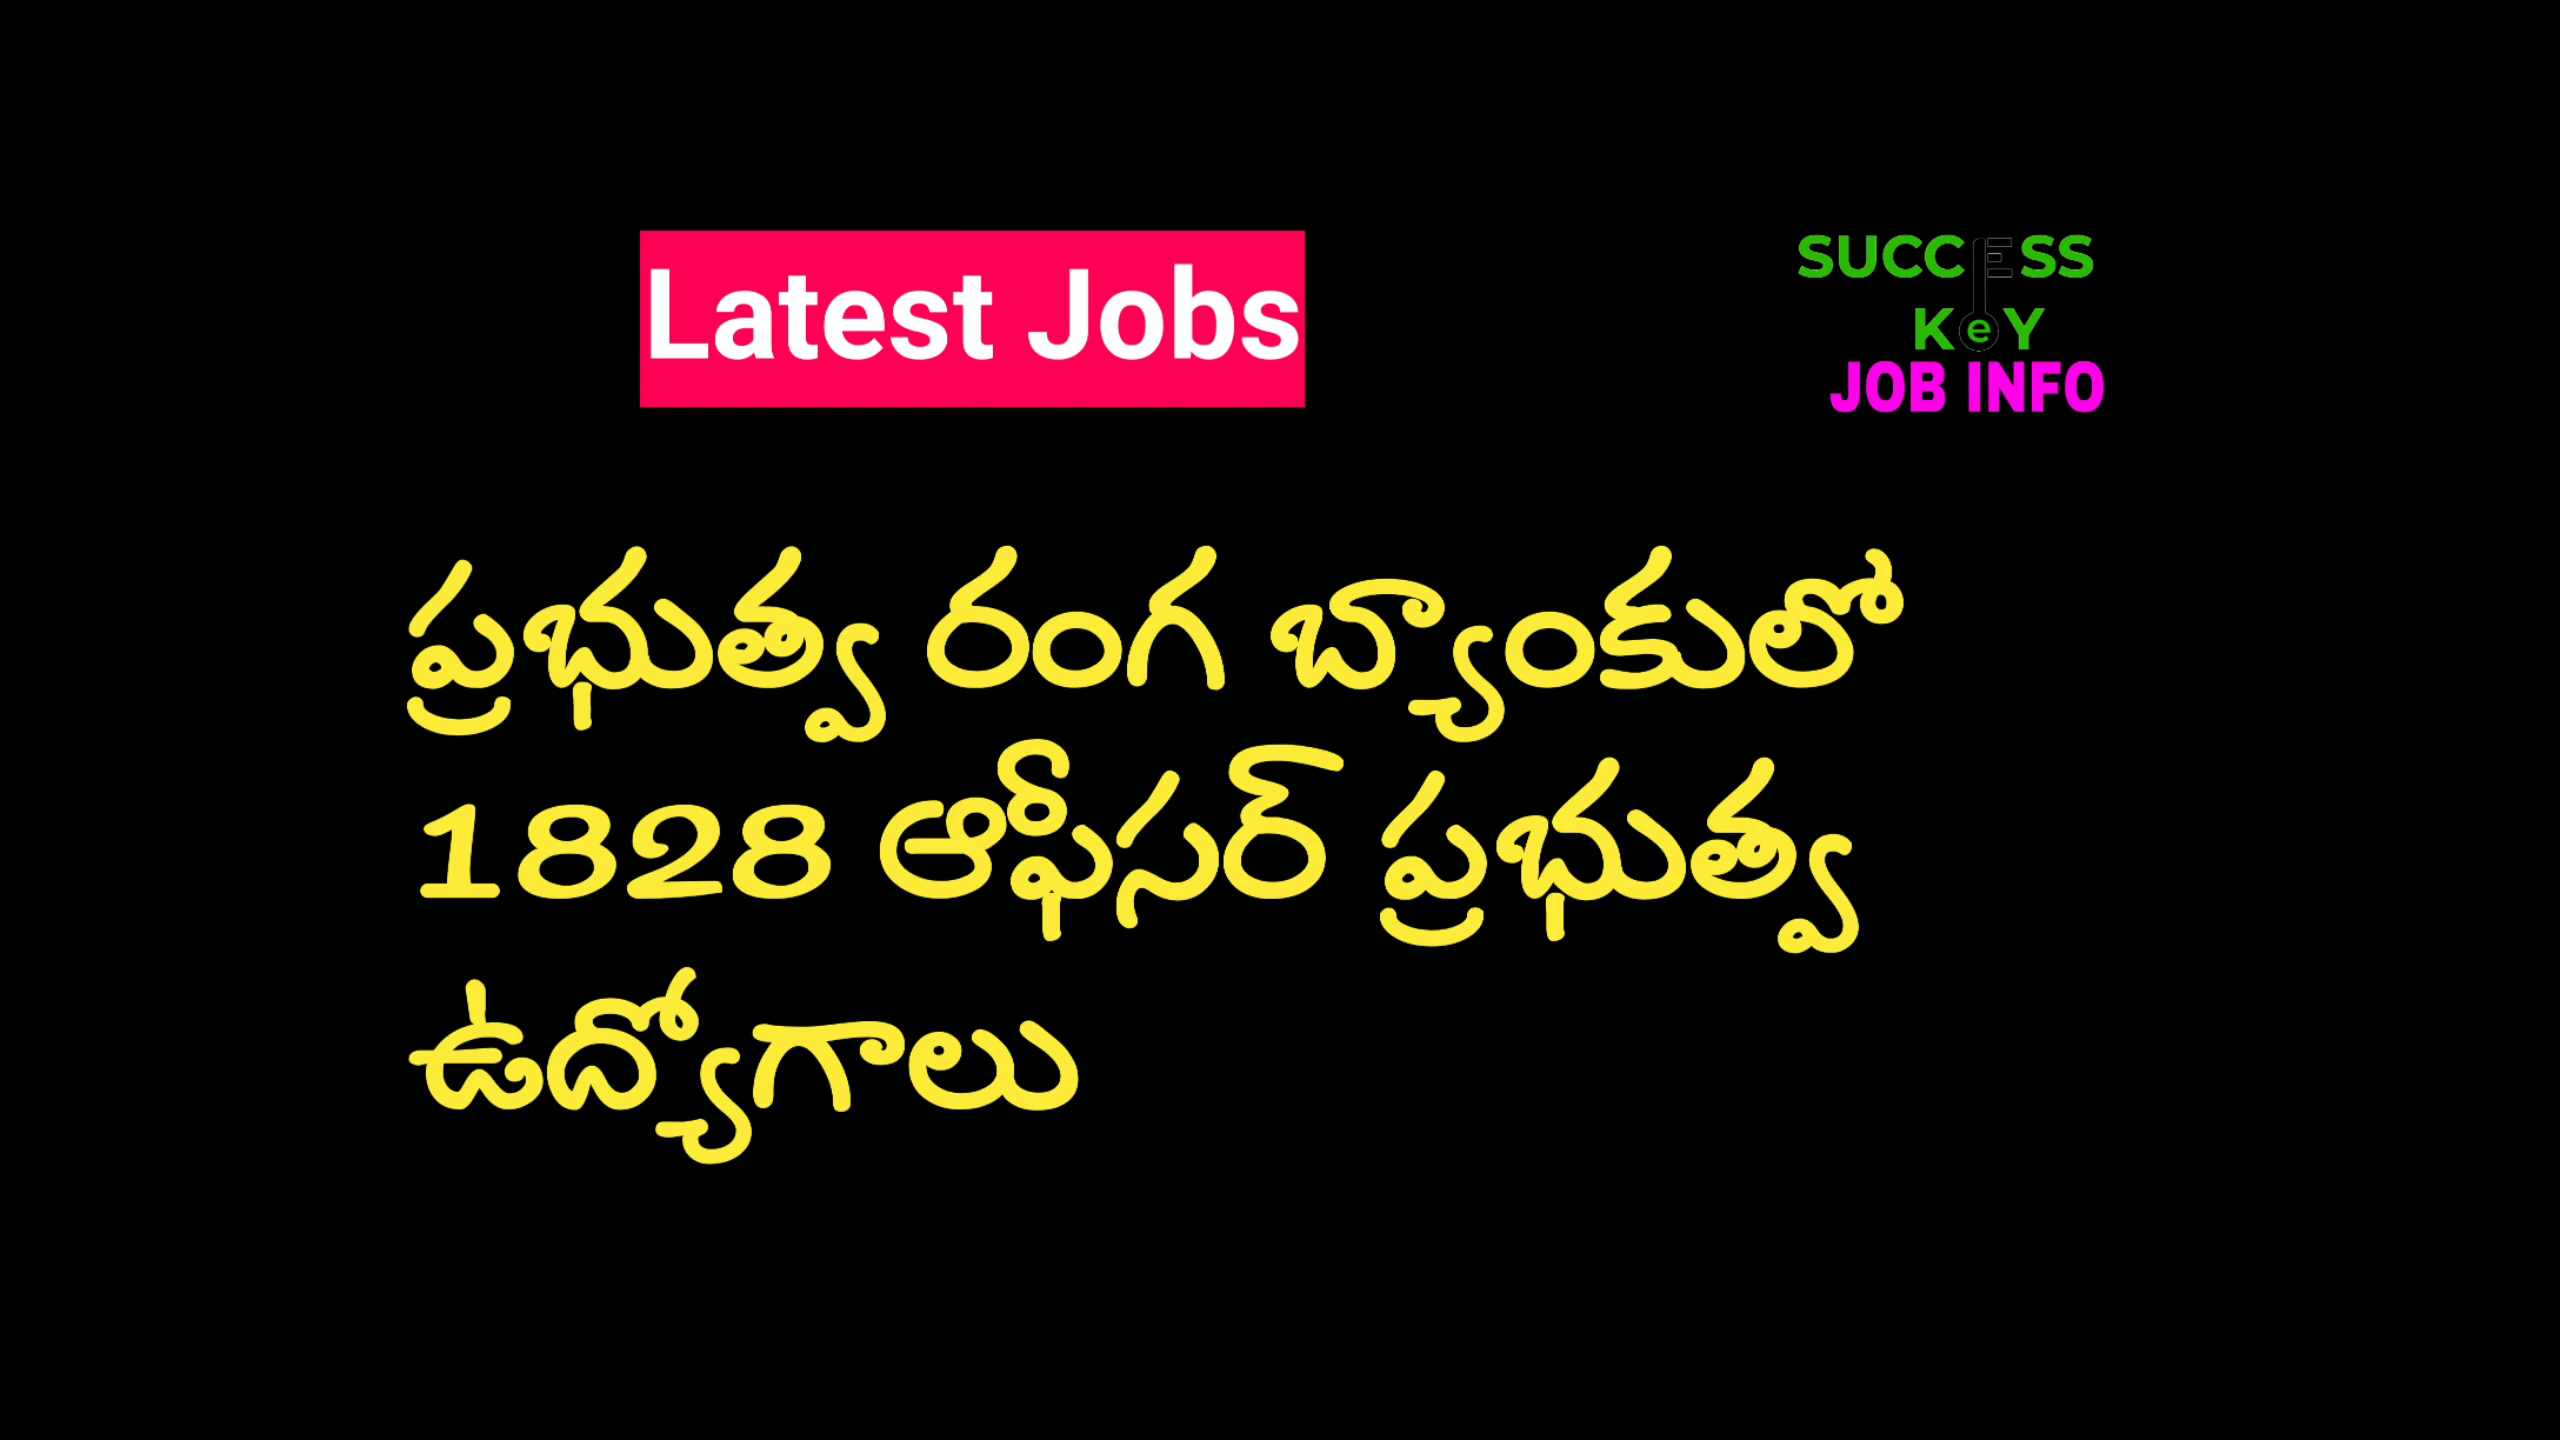 Latest Jobs
SUCCESS
KeY
JOB INFO
ప్రభుత్వ రంగ బ్యాంకులో
1828 ఆఫీసర్ ప్రభుత్వ
ఉద్యోగాలు